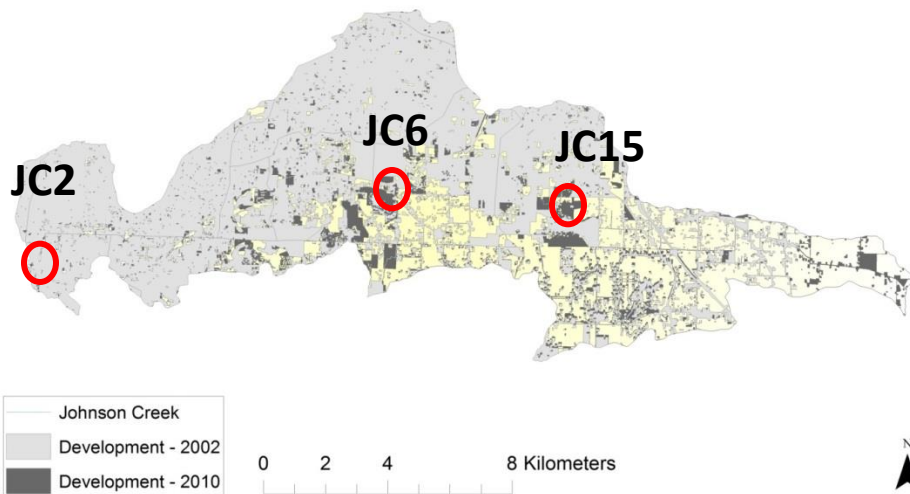 JC6
JC15
JC2
Johnson Creek
Development - 2002
Development - 2010
0 2 4 8 Kilometers
N